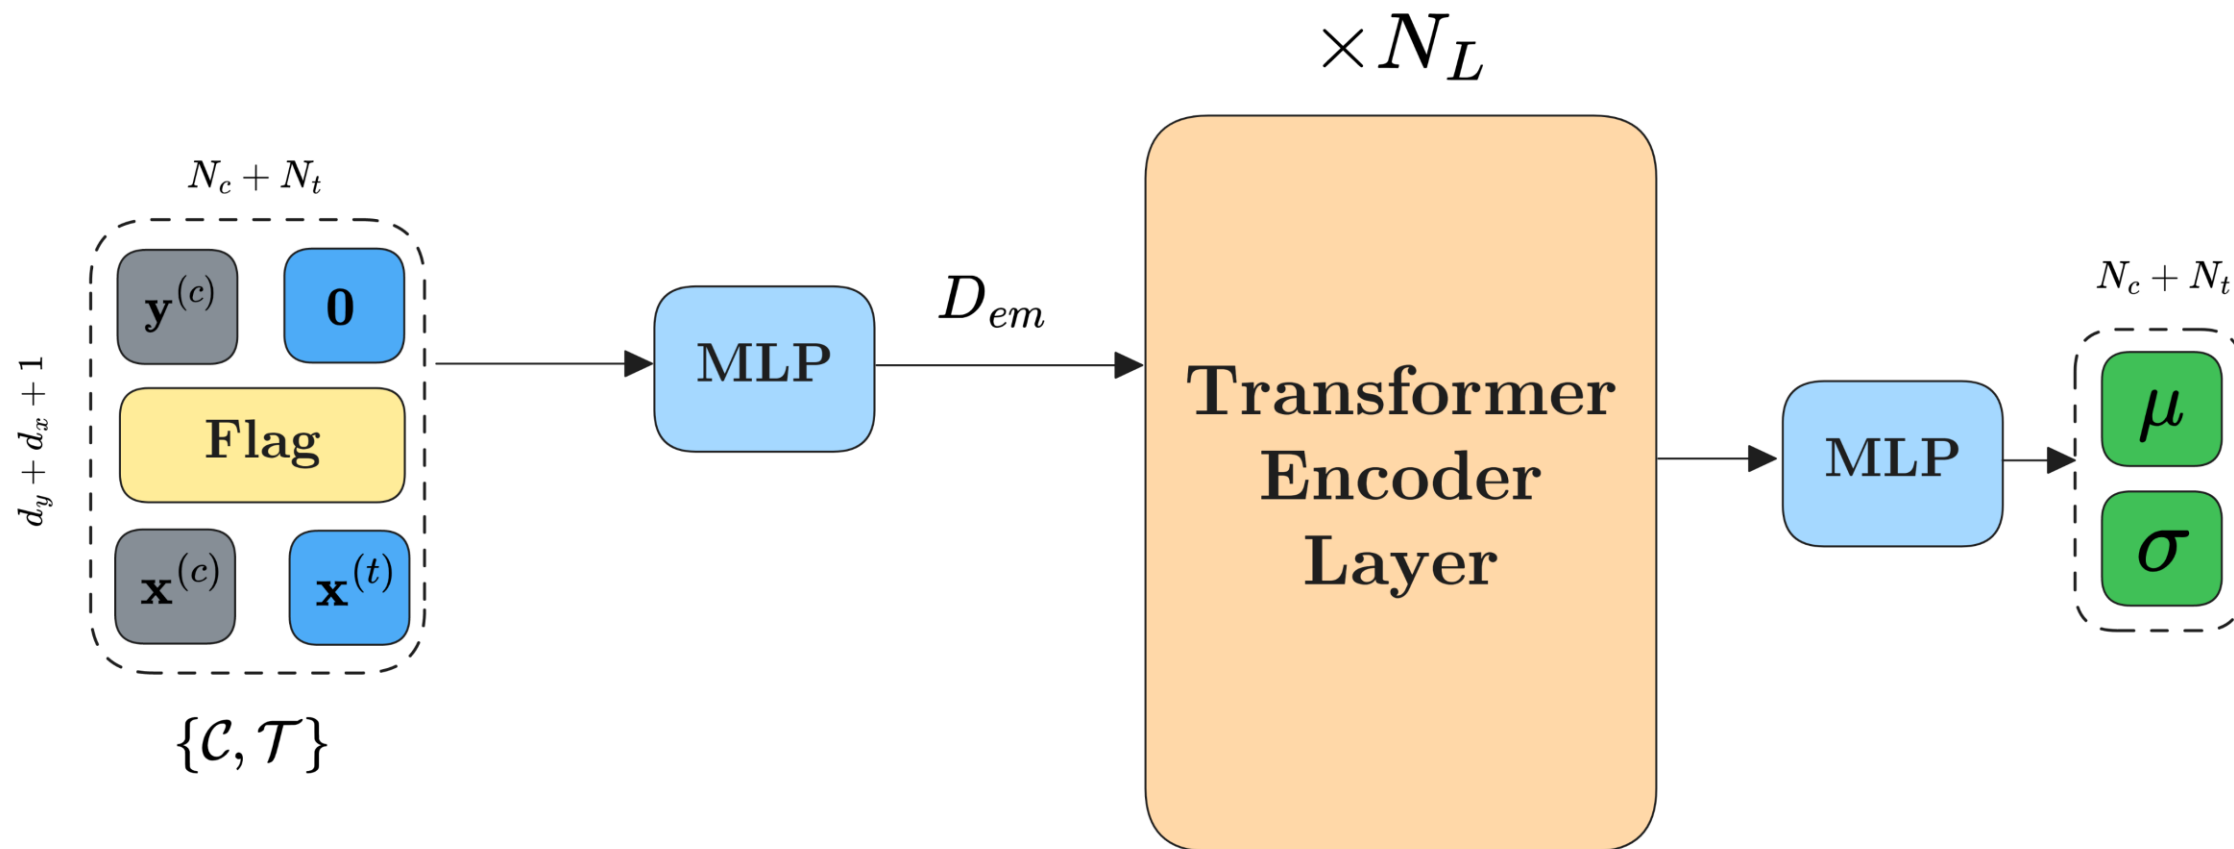 × N_L
N_c + N_t
y^(c) 0
Flag
x^(c) x^(t)
d_y + d_x + 1
{𝒞, 𝒯}
MLP
D_em
Transformer
Encoder
Layer
MLP
N_c + N_t
μ
σ